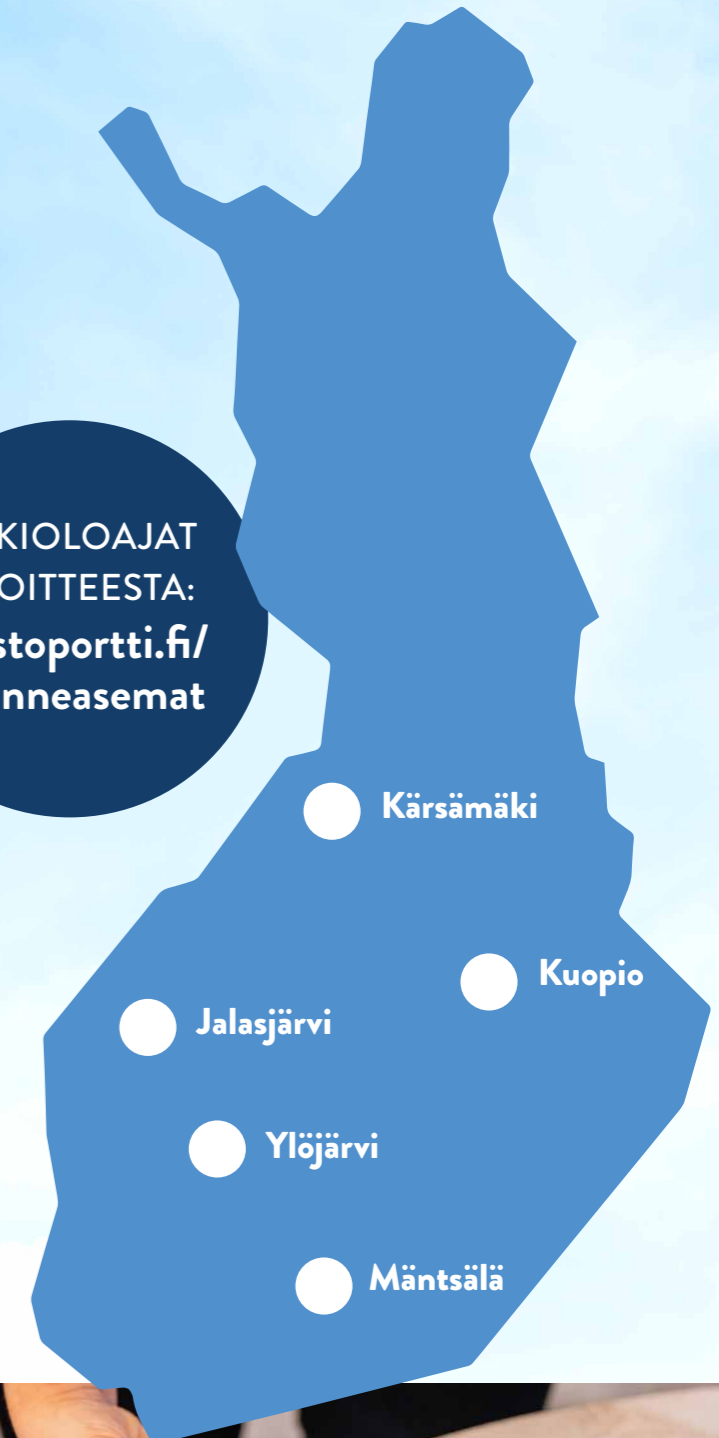 KIOLOAJAT
OITTEESTA:
stoportti.fi/
nneasemat
Kärsämäki
Kuopio
Jalasjärvi
Ylöjärvi
Mäntsälä